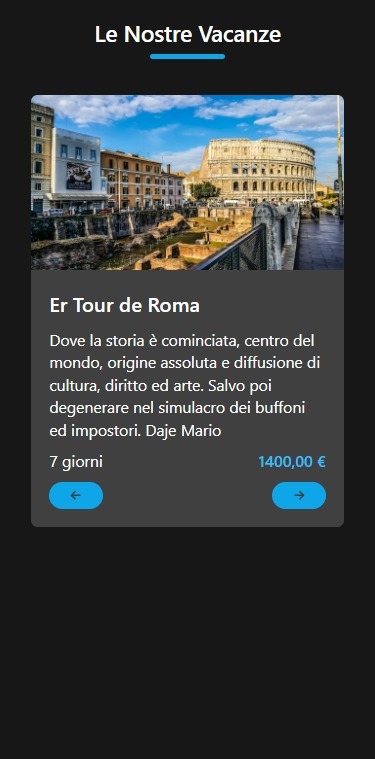 Le Nostre Vacanze
Er Tour de Roma
Dove la storia è cominciata, centro del
mondo, origine assoluta e diffusione di
cultura, diritto ed arte. Salvo poi
degenerare nel simulacro dei buffoni
ed impostori. Daje Mario
7 giorni 1400,00 €
← →